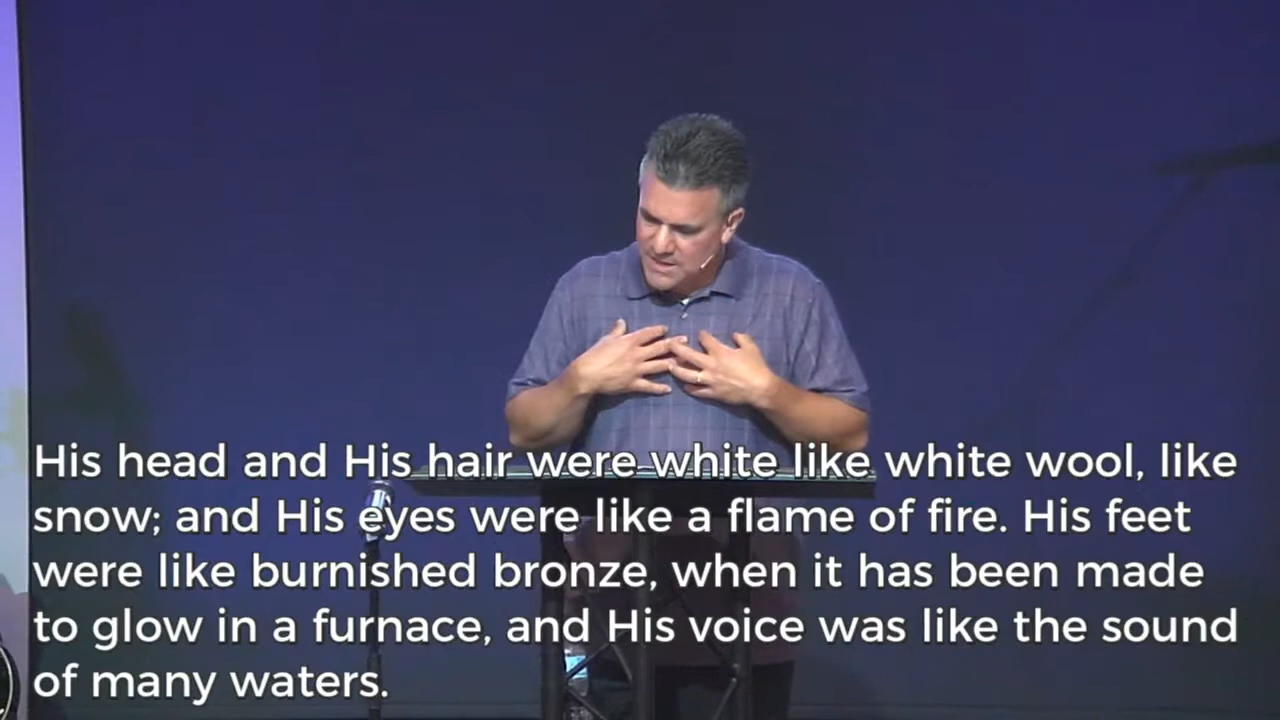 His head and His hair were white like white wool, like
snow; and His eyes were like a flame of fire. His feet
were like burnished bronze, when it has been made
to glow in a furnace, and His voice was like the sound
of many waters.